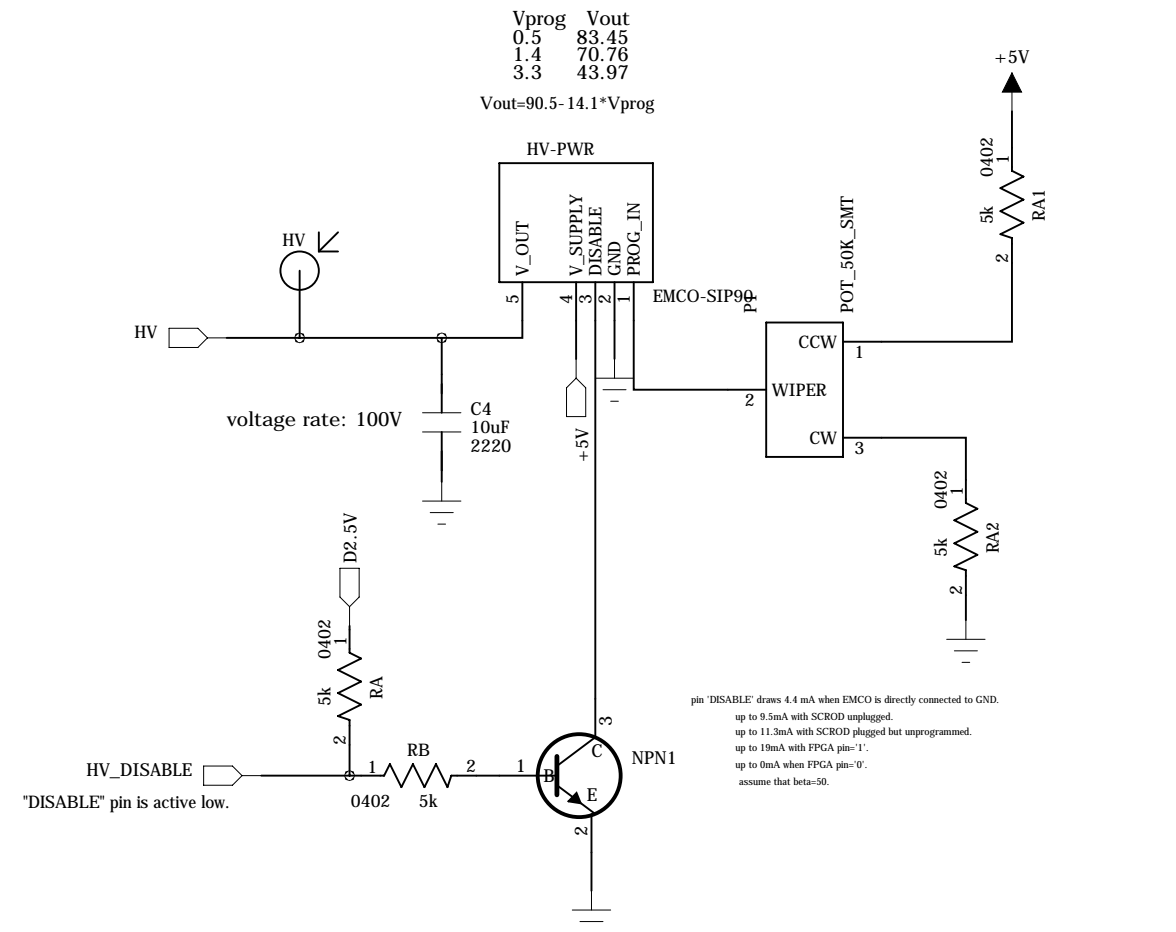 Vprog Vout
0.5 83.45
1.4 70.76
3.3 43.97
Vout=90.5-14.1*Vprog
+5V
HV-PWR
0402
1
5k
RA1
2
V_OUT
V_SUPPLY
DISABLE
GND
PROG_IN
5
4
3
2
1
EMCO-SIP90
HV
HV
P1
POT_50K_SMT
CCW
1
WIPER
2
CW
3
voltage rate: 100V
C4
10uF
2220
+5V
0402
1
5k
RA2
2
D2.5V
0402
1
5k
RA
2
HV_DISABLE
"DISABLE" pin is active low.
1
RB
2
0402
5k
1
B
C
E
3
2
NPN1
pin 'DISABLE' draws 4.4 mA when EMCO is directly connected to GND.
up to 9.5mA with SCROD unplugged.
up to 11.3mA with SCROD plugged but unprogrammed.
up to 19mA with FPGA pin='1'.
up to 0mA when FPGA pin='0'.
assume that beta=50.